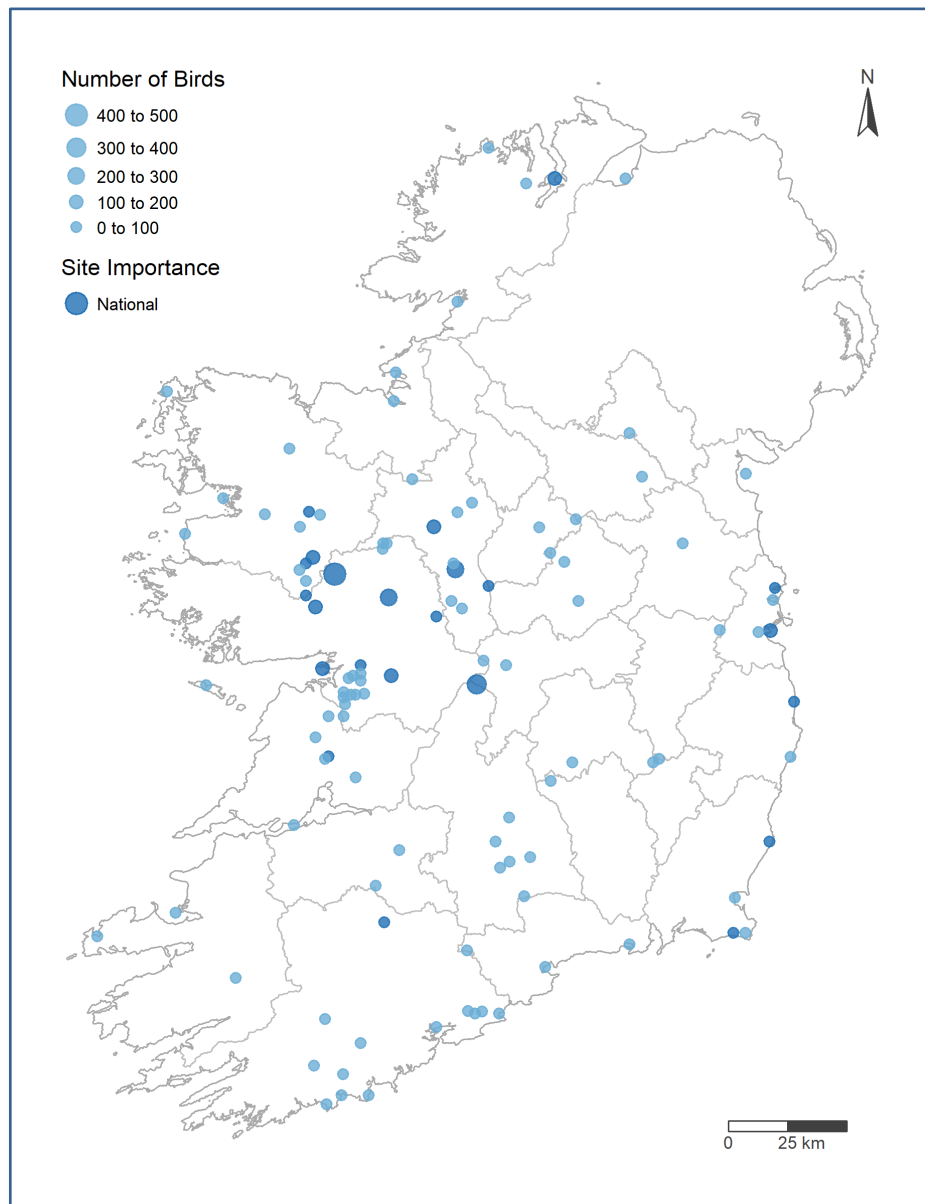 Number of Birds
400 to 500
300 to 400
200 to 300
100 to 200
0 to 100
Site Importance
National
N
0 25 km